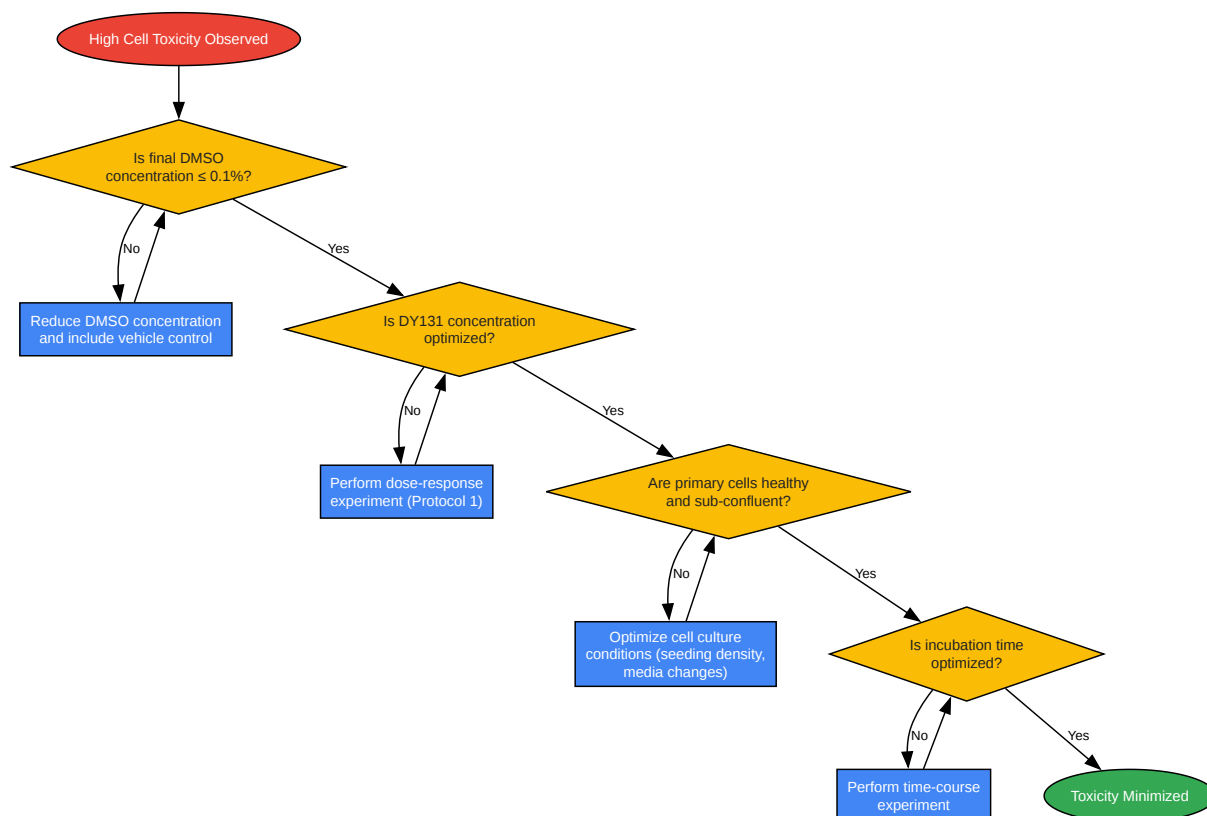 High Cell Toxicity Observed
Is final DMSO
concentration ≤ 0.1%?
No
Yes
Reduce DMSO concentration
and include vehicle control
Is DY131 concentration
optimized?
No
Yes
Perform dose-response
experiment (Protocol 1)
Are primary cells healthy
and sub-confluent?
No
Yes
Optimize cell culture
conditions (seeding density,
media changes)
Is incubation time
optimized?
No
Yes
Perform time-course
experiment
Toxicity Minimized